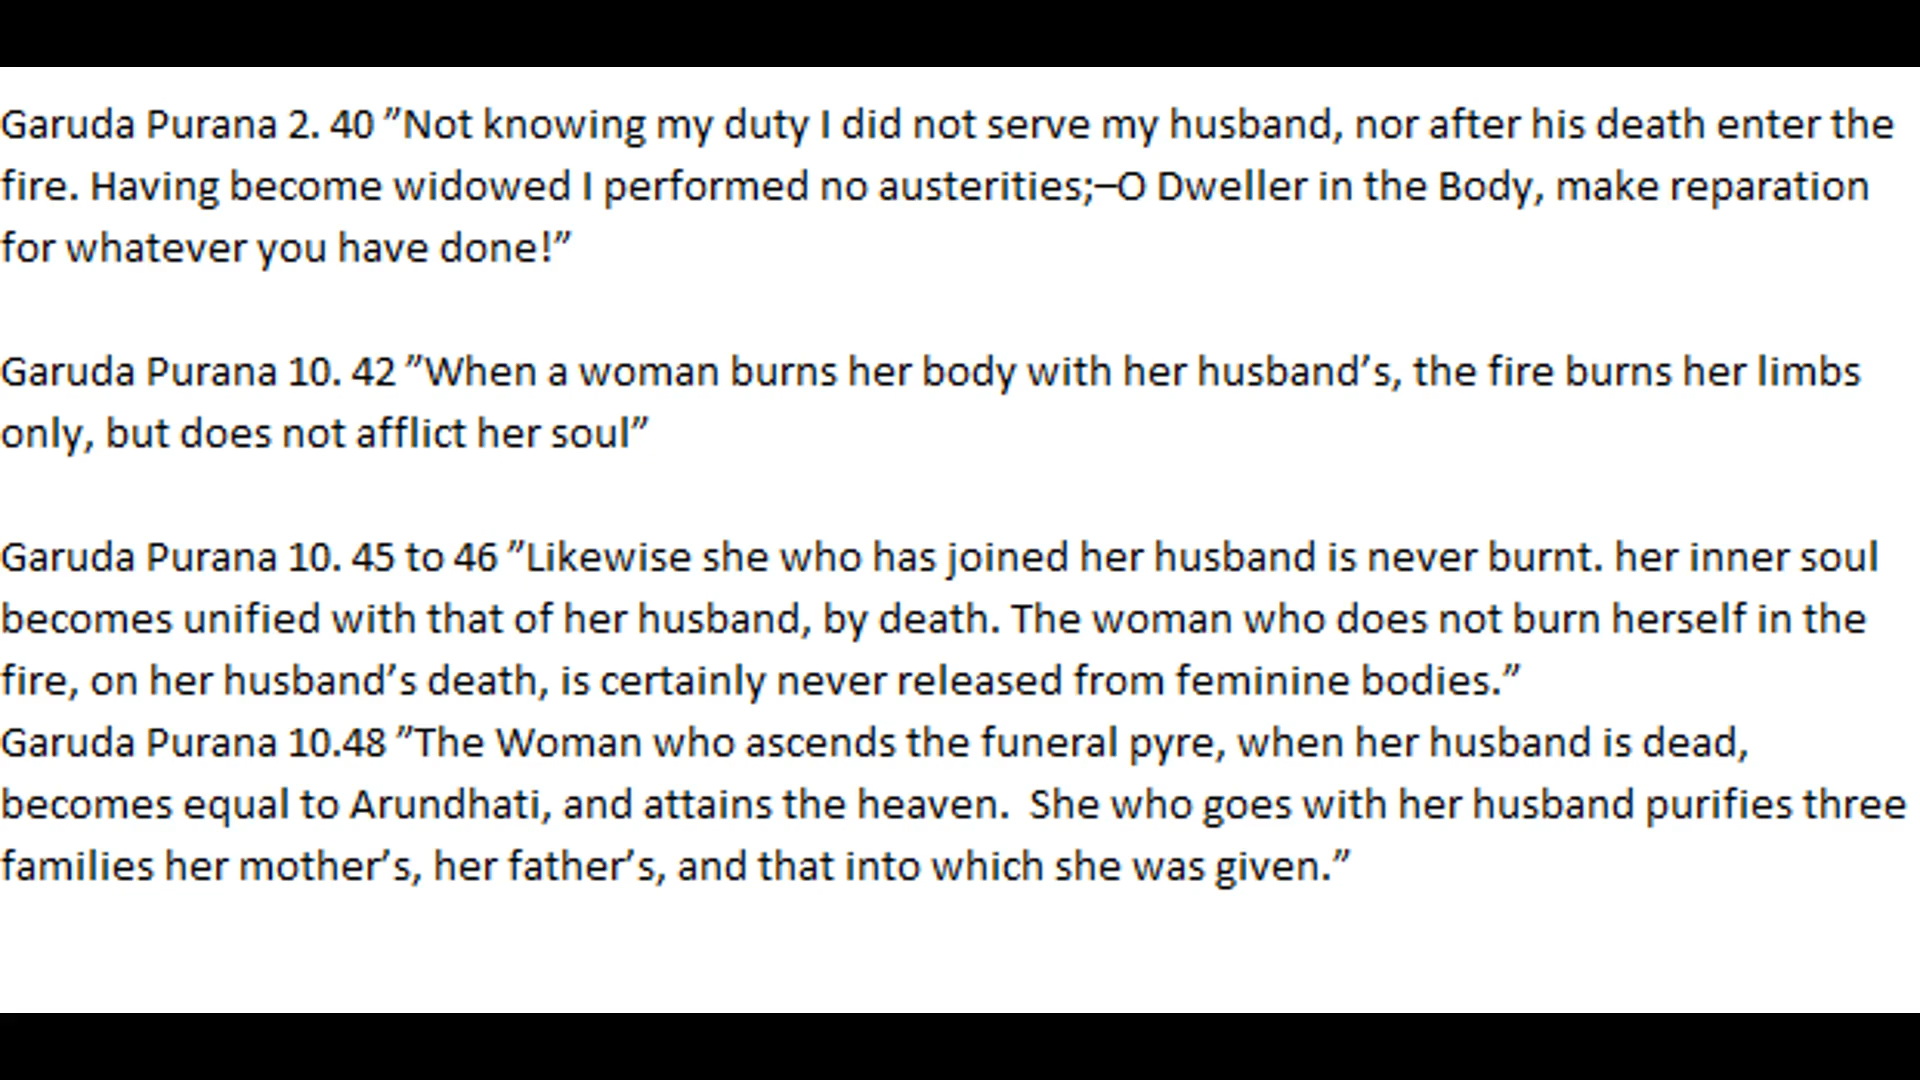 Garuda Purana 2. 40 ”Not knowing my duty I did not serve my husband, nor after his death enter the
fire. Having become widowed I performed no austerities;–O Dweller in the Body, make reparation
for whatever you have done!”
Garuda Purana 10. 42 ”When a woman burns her body with her husband’s, the fire burns her limbs
only, but does not afflict her soul”
Garuda Purana 10. 45 to 46 ”Likewise she who has joined her husband is never burnt. her inner soul
becomes unified with that of her husband, by death. The woman who does not burn herself in the
fire, on her husband’s death, is certainly never released from feminine bodies.”
Garuda Purana 10.48 ”The Woman who ascends the funeral pyre, when her husband is dead,
becomes equal to Arundhati, and attains the heaven.  She who goes with her husband purifies three
families her mother’s, her father’s, and that into which she was given.”